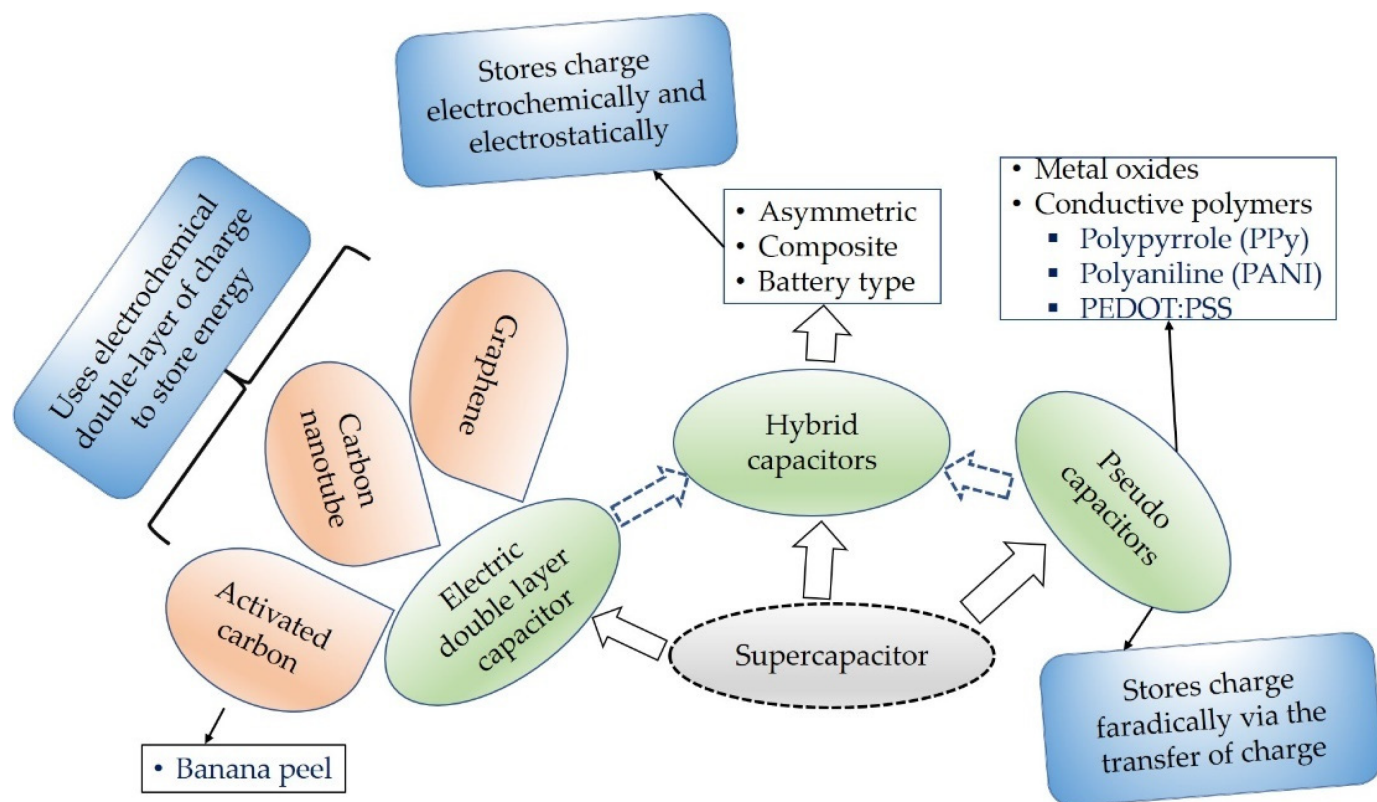 Stores charge
electrochemically and
electrostatically
Uses electrochemical
double-layer of charge
to store energy
• Metal oxides
• Conductive polymers
▪ Polypyrrole (PPy)
▪ Polyaniline (PANI)
▪ PEDOT:PSS
• Asymmetric
• Composite
• Battery type
Graphene
Carbon
nanotube
Activated
carbon
Hybrid
capacitors
Pseudo
capacitors
Electric
double layer
capacitor
Supercapacitor
Stores charge
faradically via the
transfer of charge
• Banana peel